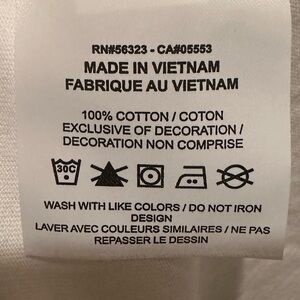 RN#56323 - CA#05553
MADE IN VIETNAM
FABRIQUE AU VIETNAM
100% COTTON / COTON
EXCLUSIVE OF DECORATION /
DECORATION NON COMPRISE
30C
WASH WITH LIKE COLORS / DO NOT IRON
DESIGN
LAVER AVEC COULEURS SIMILAIRES / NE PAS
REPASSER LE DESSIN